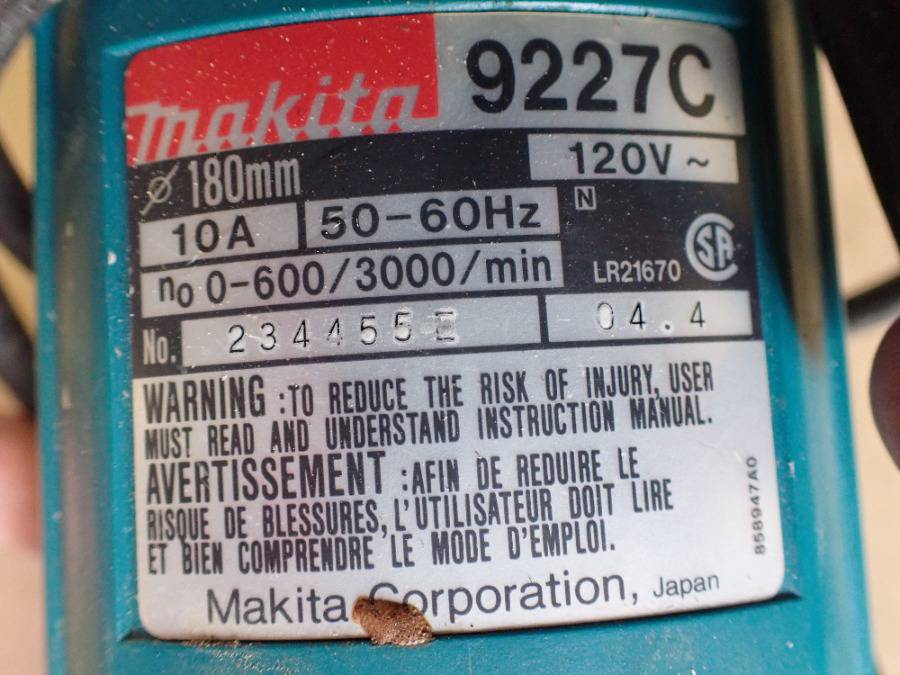 makita 9227C
ø 180mm 120V ~
10A 50-60Hz N
n₀ 0-600/3000/min LR21670 SA
No. 234455E 04.4
WARNING :TO REDUCE THE RISK OF INJURY, USER
MUST READ AND UNDERSTAND INSTRUCTION MANUAL.
AVERTISSEMENT :AFIN DE REDUIRE LE
RISQUE DE BLESSURES, L'UTILISATEUR DOIT LIRE
ET BIEN COMPRENDRE LE MODE D'EMPLOI.
858947A0
Makita Corporation, Japan